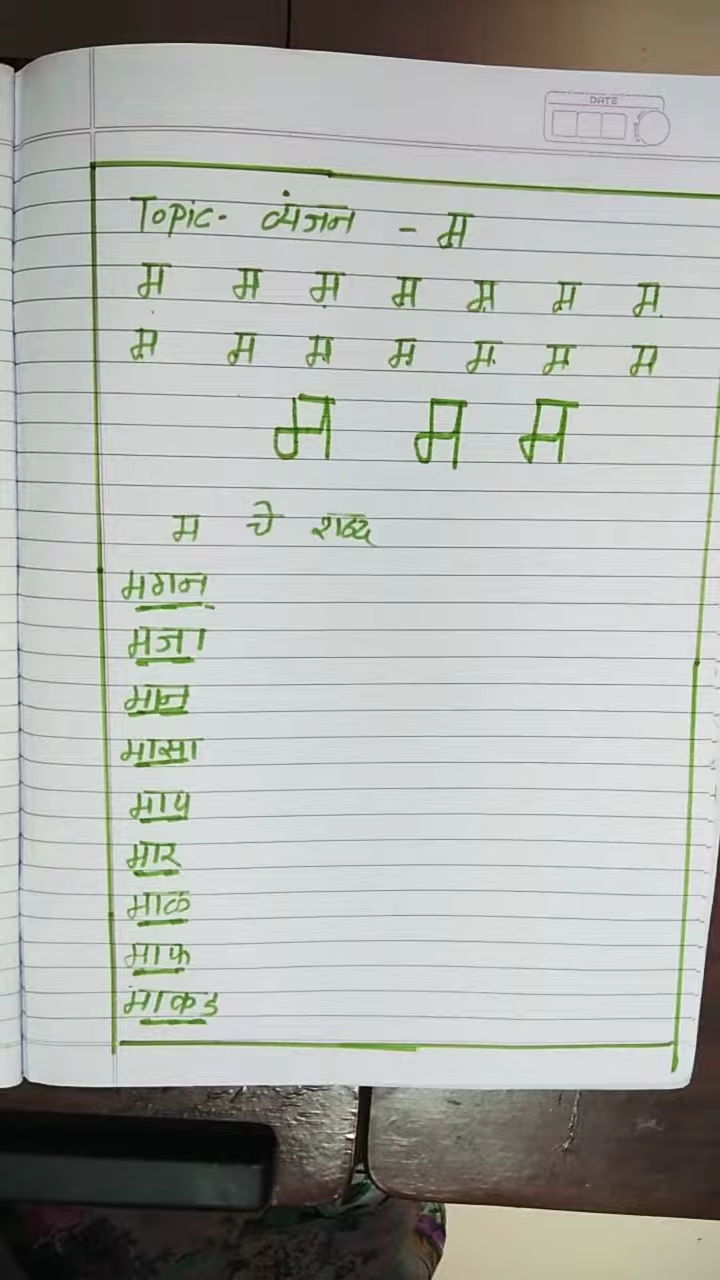 DATE
Topic- व्यंजन - म
म म म म म म म
म म म म म म म
म म म
म चे शब्द
मगन
मजा
मान
मासा
माप
मार
माळ
माफ
माकड